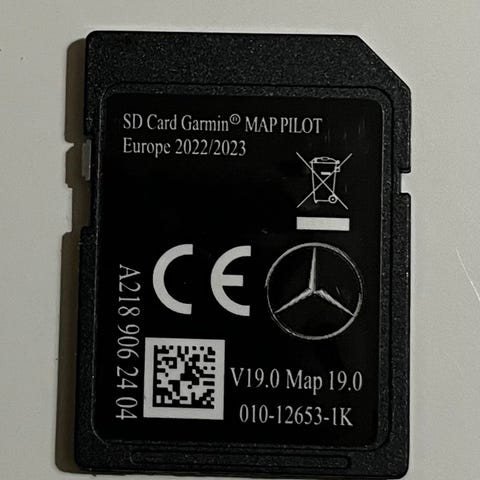 SD Card Garmin® MAP PILOT
Europe 2022/2023
CE
A218 906 24 04
V19.0 Map 19.0
010-12653-1K